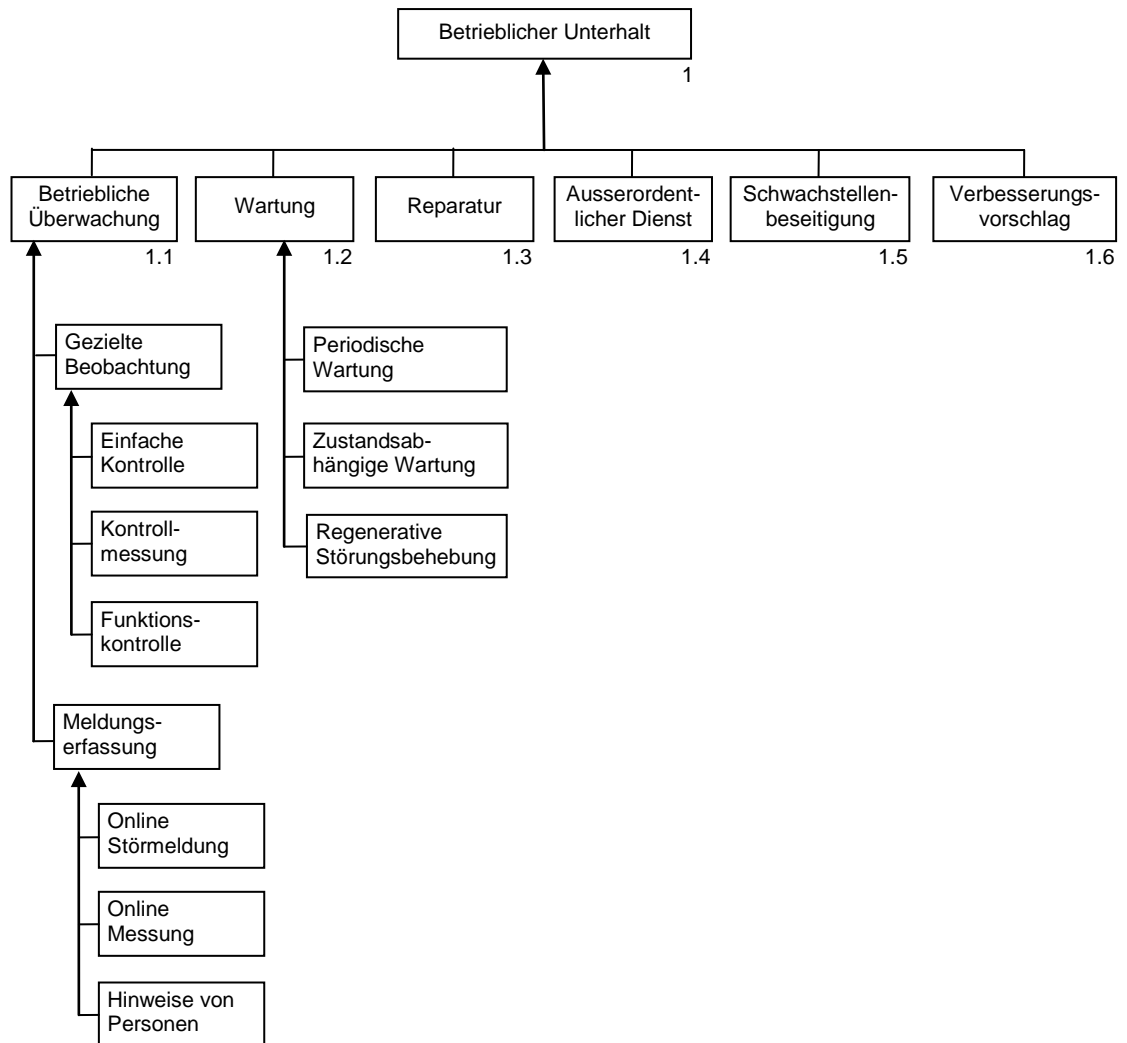 Betrieblicher Unterhalt
1
Betriebliche
Überwachung
1.1
Wartung
1.2
Reparatur
1.3
Ausserordent-
licher Dienst
1.4
Schwachstellen-
beseitigung
1.5
Verbesserungs-
vorschlag
1.6
Gezielte
Beobachtung
Einfache
Kontrolle
Kontroll-
messung
Funktions-
kontrolle
Meldungs-
erfassung
Online
Störmeldung
Online
Messung
Hinweise von
Personen
Periodische
Wartung
Zustandsab-
hängige Wartung
Regenerative
Störungsbehebung